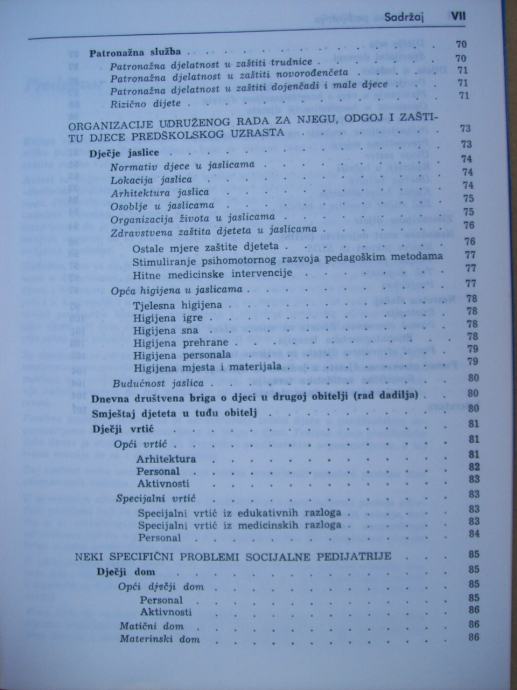 Sadržaj VII
Patronažna služba . . . . . . . . . . . . . 70
Patronažna djelatnost u zaštiti trudnice . . . . . . . 70
Patronažna djelatnost u zaštiti novorođenčeta . . . . . . 71
Patronažna djelatnost u zaštiti dojenčadi i male djece . . . . 71
Rizično dijete . . . . . . . . . . . . . 71
ORGANIZACIJE UDRUŽENOG RADA ZA NJEGU, ODGOJ I ZAŠTI-
TU DJECE PREDŠKOLSKOG UZRASTA . . . . . . . . 73
Dječje jaslice . . . . . . . . . . . . . 73
Normativ djece u jaslicama . . . . . . . . . . 74
Lokacija jaslica . . . . . . . . . . . . 74
Arhitektura jaslica . . . . . . . . . . . 74
Osoblje u jaslicama . . . . . . . . . . . 75
Organizacija života u jaslicama . . . . . . . . . 75
Zdravstvena zaštita djeteta u jaslicama . . . . . . . 76
Ostale mjere zaštite djeteta . . . . . . . . . 76
Stimuliranje psihomotornog razvoja pedagoškim metodama 77
Hitne medicinske intervencije . . . . . . . . 77
Opća higijena u jaslicama . . . . . . . . . . 77
Tjelesna higijena . . . . . . . . . . . 78
Higijena igre . . . . . . . . . . . . 78
Higijena sna . . . . . . . . . . . . 78
Higijena prehrane . . . . . . . . . . . 78
Higijena personala . . . . . . . . . . 79
Higijena mjesta i materijala . . . . . . . . . 79
Budućnost jaslica . . . . . . . . . . . . 80
Dnevna društvena briga o djeci u drugoj obitelji (rad dadilja) . . 80
Smještaj djeteta u tuđu obitelj . . . . . . . . . 80
Dječji vrtić . . . . . . . . . . . . . 81
Opći vrtić . . . . . . . . . . . . . 81
Arhitektura . . . . . . . . . . . . 81
Personal . . . . . . . . . . . . . 82
Aktivnosti . . . . . . . . . . . . 83
Specijalni vrtić . . . . . . . . . . . . 83
Specijalni vrtić iz edukativnih razloga . . . . . . 83
Specijalni vrtić iz medicinskih razloga . . . . . . 83
Personal . . . . . . . . . . . . . 84
NEKI SPECIFIČNI PROBLEMI SOCIJALNE PEDIJATRIJE . . . . 85
Dječji dom . . . . . . . . . . . . . 85
Opći dječji dom . . . . . . . . . . . . 85
Personal . . . . . . . . . . . . . 85
Aktivnosti . . . . . . . . . . . . 86
Matični dom . . . . . . . . . . . . . 86
Materinski dom . . . . . . . . . . . . 86